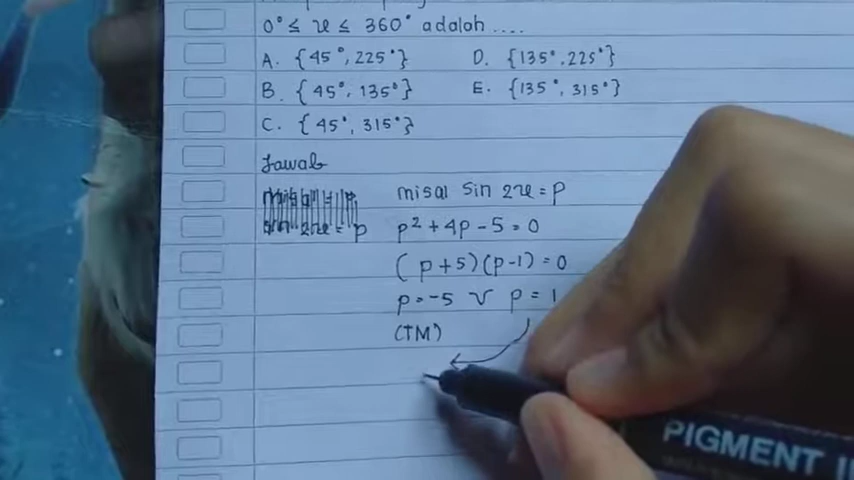 0° ≤ x ≤ 360° adalah ....
A. {45°, 225°} D. {135°, 225°}
B. {45°, 135°} E. {135°, 315°}
C. {45°, 315°}
Jawab
misal sin 2x = p
p² + 4p - 5 = 0
(p+5)(p-1) = 0
p = -5 ∨ p = 1
(TM)
PIGMENT